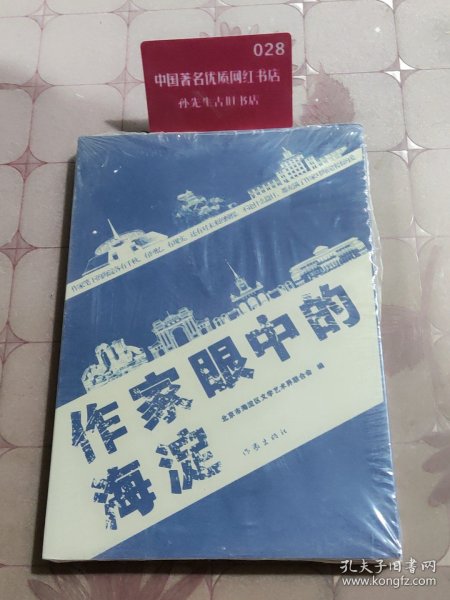 028
中国著名优质网红书店
孙先生古旧书店
作家眼中的
海淀
北京市海淀区文学艺术界联合会 编
作家出版社
孔夫子旧书网
www.kongfz.com